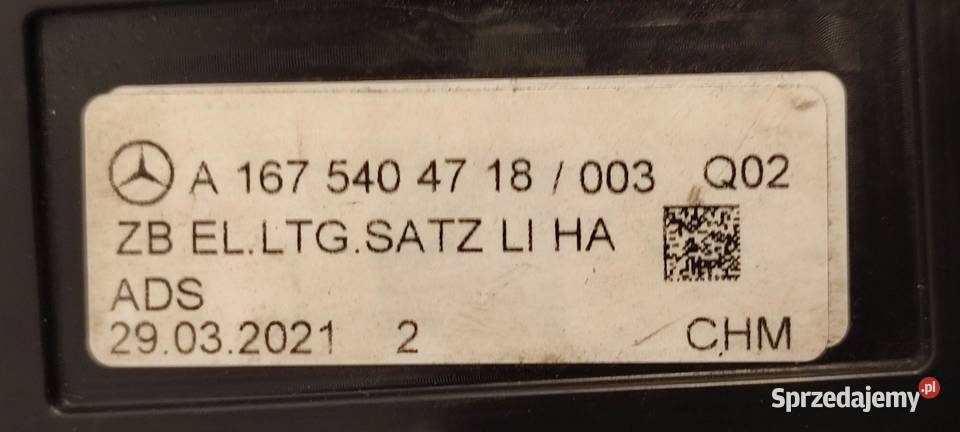 A 167 540 47 18 / 003 Q02
ZB EL.LTG.SATZ LI HA
ADS
29.03.2021 2 CHM
Sprzedajemy.pl